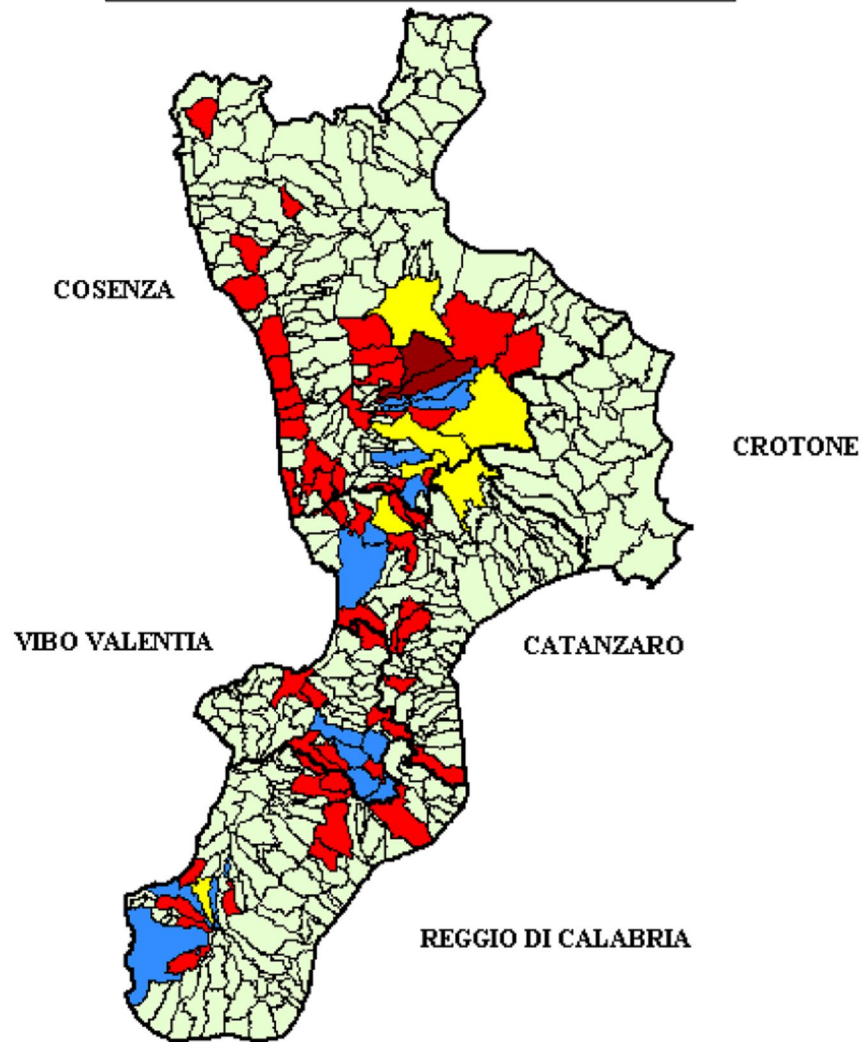 COSENZA
CROTONE
VIBO VALENTIA
CATANZARO
REGGIO DI CALABRIA